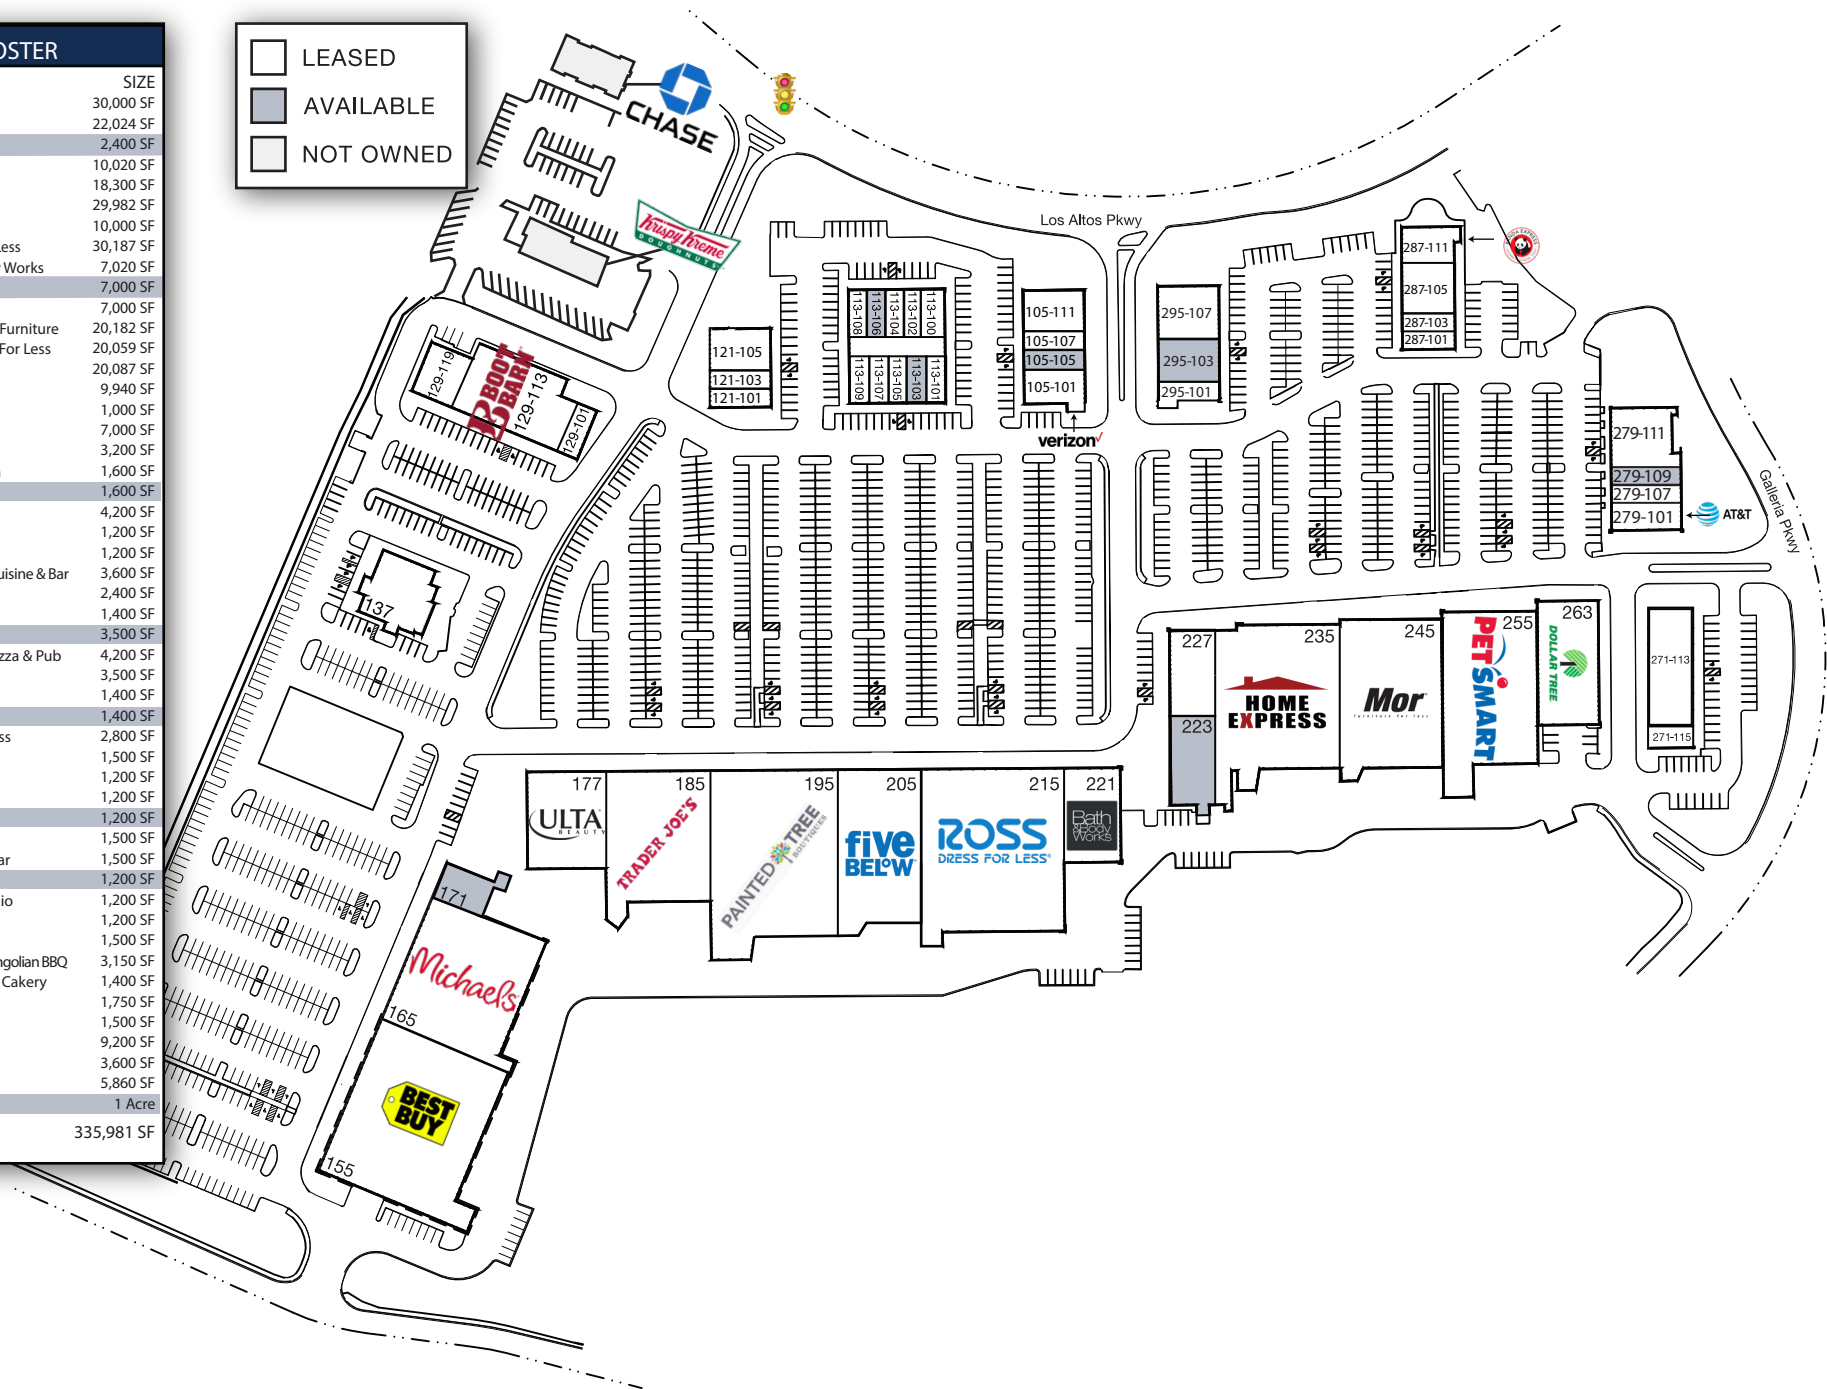 OSTER
SIZE
30,000 SF
22,024 SF
2,400 SF
10,020 SF
18,300 SF
29,982 SF
10,000 SF
ess 30,187 SF
Works 7,020 SF
7,000 SF
7,000 SF
Furniture 20,182 SF
For Less 20,059 SF
20,087 SF
9,940 SF
1,000 SF
7,000 SF
3,200 SF
1,600 SF
1,600 SF
4,200 SF
1,200 SF
1,200 SF
uisine & Bar 3,600 SF
2,400 SF
1,400 SF
3,500 SF
zza & Pub 4,200 SF
3,500 SF
1,400 SF
1,400 SF
ss 2,800 SF
1,500 SF
1,200 SF
1,200 SF
1,200 SF
1,500 SF
ar 1,500 SF
1,200 SF
io 1,200 SF
1,200 SF
1,500 SF
ngolian BBQ 3,150 SF
Cakery 1,400 SF
1,750 SF
1,500 SF
9,200 SF
3,600 SF
5,860 SF
1 Acre
335,981 SF
LEASED
AVAILABLE
NOT OWNED
CHASE
Krispy Kreme
DOUGHNUTS
Los Altos Pkwy
Galleria Pkwy
129-119
BOOT
BARN
129-113
129-101
137
121-105
121-103
121-101
113-108
113-106
113-104
113-102
113-100
113-109
113-107
113-105
113-103
113-101
105-111
105-107
105-105
105-101
verizon
295-107
295-103
295-101
287-111
287-105
287-103
287-101
PANDA EXPRESS
279-111
279-109
279-107
279-101
AT&T
227
223
235
HOME
EXPRESS
245
Mor
furniture for less
255
PETSMART
263
DOLLAR TREE
271-113
271-115
177
ULTA
BEAUTY
185
TRADER JOE'S
195
PAINTED TREE
BOUTIQUES
205
five
BELOW
215
ROSS
DRESS FOR LESS
221
Bath
&Body
Works
171
Michaels
165
BEST
BUY
155